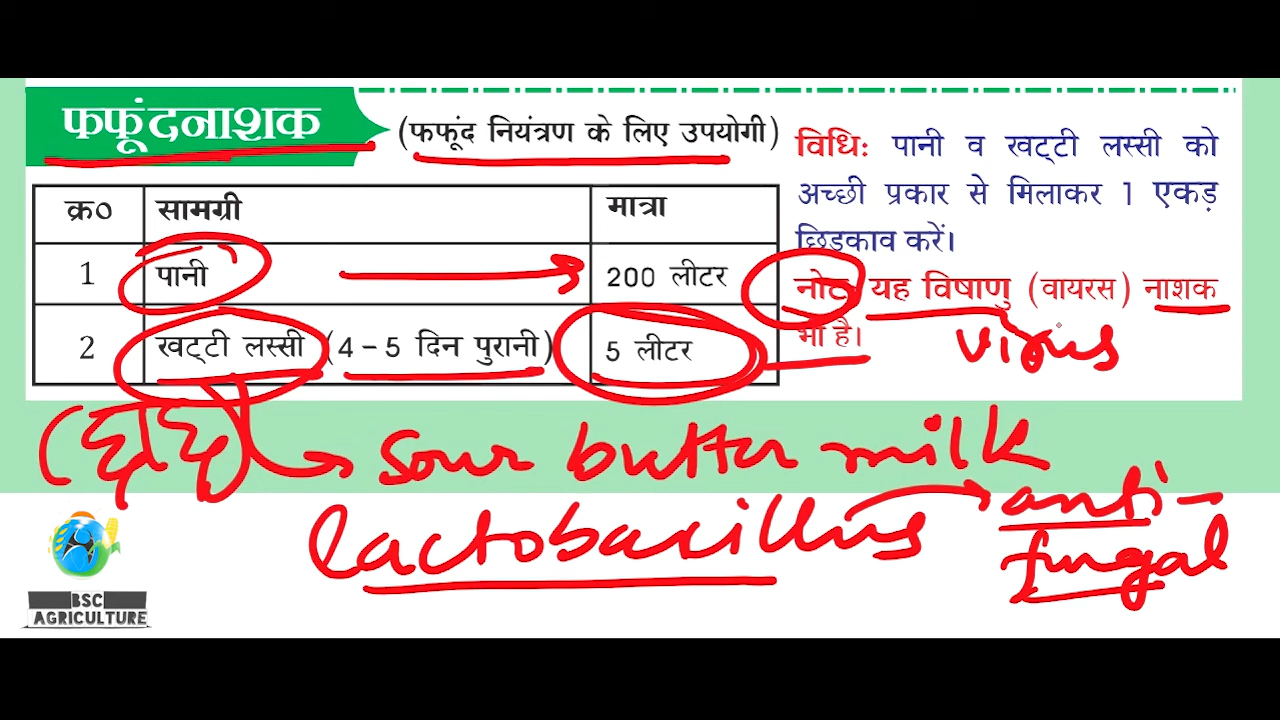 फफूंदनाशक (फफूंद नियंत्रण के लिए उपयोगी)
क्र० सामग्री मात्रा
1 पानी 200 लीटर
2 खट्टी लस्सी (4 – 5 दिन पुरानी) 5 लीटर
विधि: पानी व खट्टी लस्सी को
अच्छी प्रकार से मिलाकर 1 एकड़
छिड़काव करें।
नोट यह विषाणु (वायरस) नाशक
भी है।
virus
(छाछ) → Sour butter milk
lactobacillus → anti-
fungal
BSC
AGRICULTURE